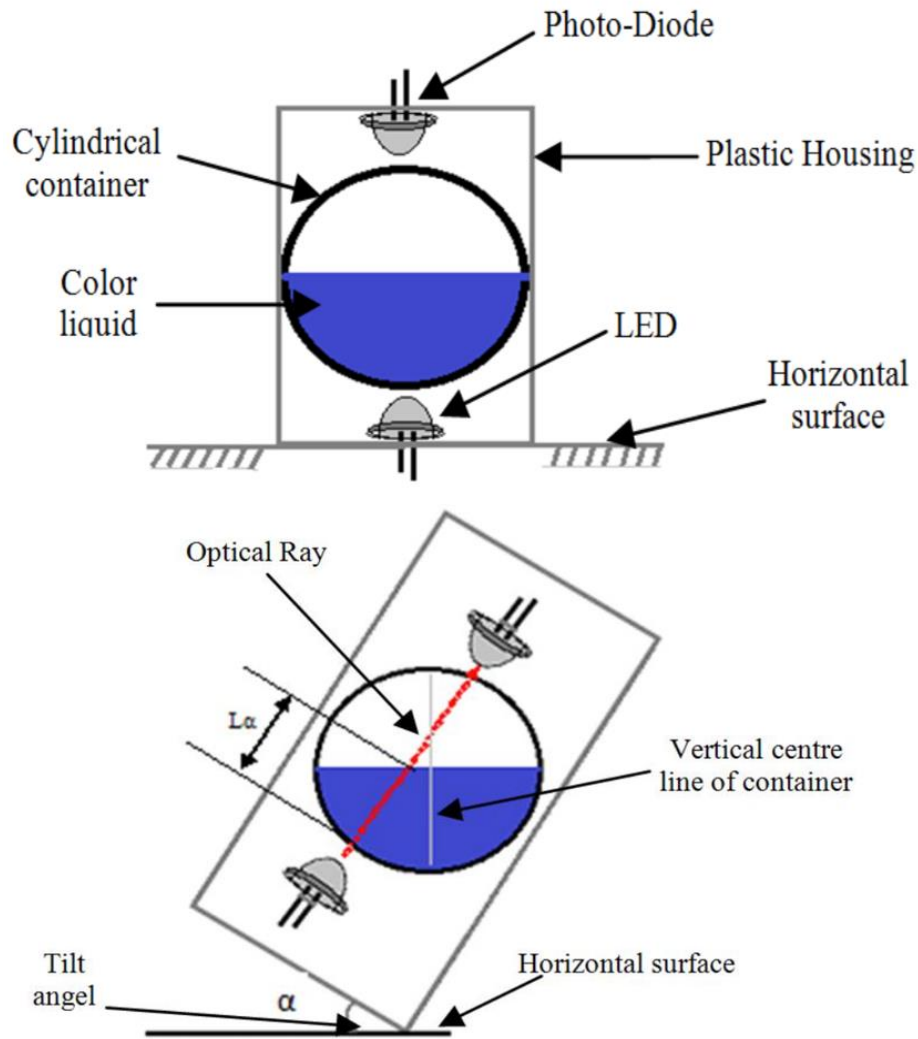 Photo-Diode
Cylindrical
container
Plastic Housing
Color
liquid
LED
Horizontal
surface
Optical Ray
Lα
Vertical centre
line of container
Tilt
angel
α
Horizontal surface